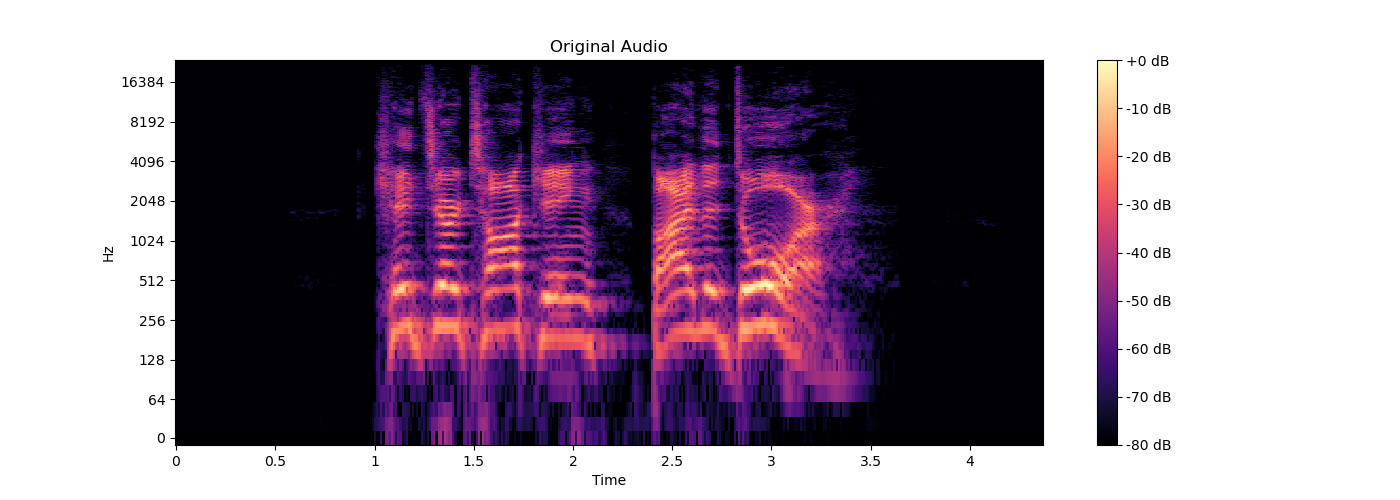 Original Audio
16384
8192
4096
2048
1024
512
256
128
64
0
Hz
0 0.5 1 1.5 2 2.5 3 3.5 4
Time
+0 dB
-10 dB
-20 dB
-30 dB
-40 dB
-50 dB
-60 dB
-70 dB
-80 dB